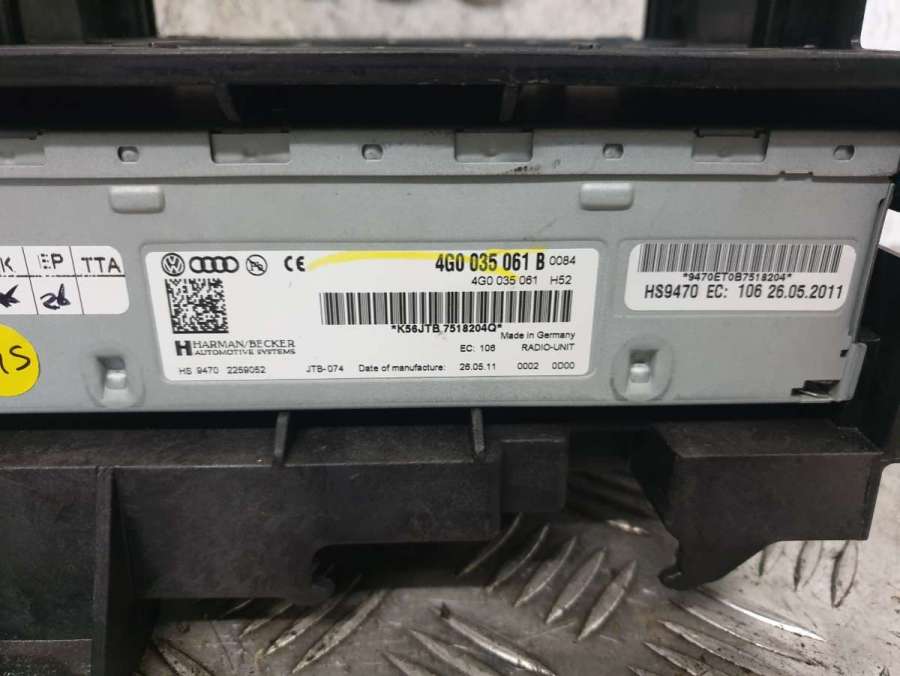 K EP TTA
K 26
4G0 035 061 B 0084
4G0 035 061 H52
*K56JTB 7518204Q*
Made in Germany
HARMAN/BECKER
AUTOMOTIVE SYSTEMS
EC: 106 RADIO-UNIT
HS 9470 2259052 JTB-074 Date of manufacture: 26.05.11 0002 0D00
*9470ET0B7518204*
HS9470 EC: 106 26.05.2011